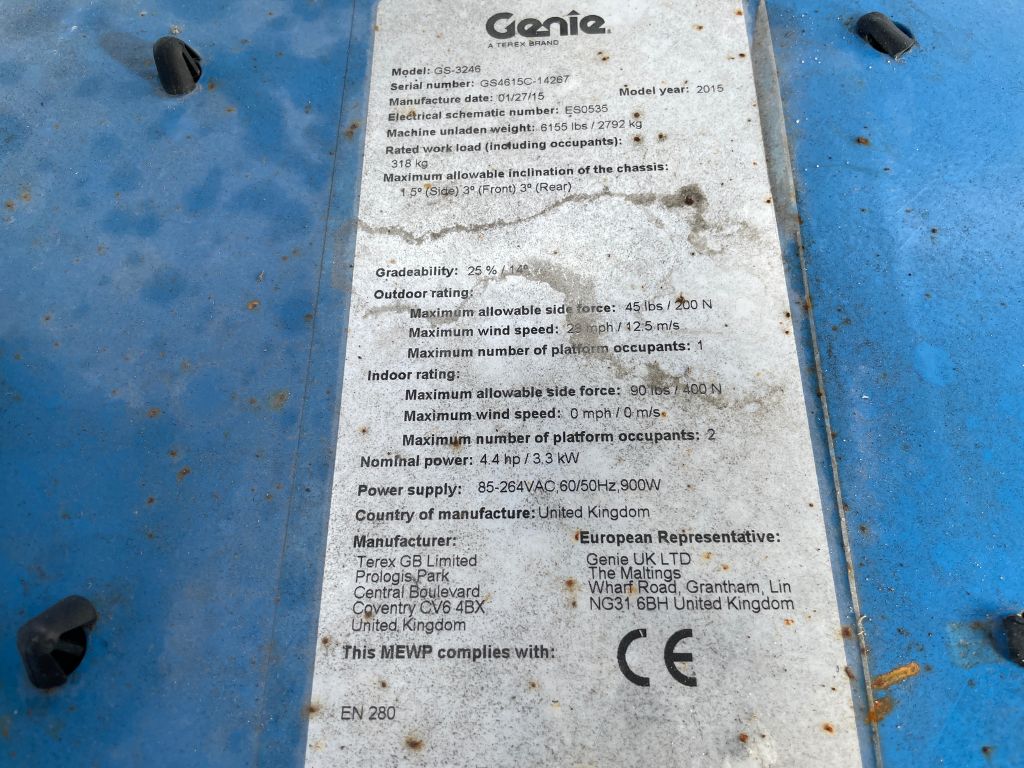 Genie
A TEREX BRAND
Model: GS-3246
Serial number: GS4615C-14267
Manufacture date: 01/27/15 Model year: 2015
Electrical schematic number: ES0535
Machine unladen weight: 6155 lbs / 2792 kg
Rated work load (including occupants):
318 kg
Maximum allowable inclination of the chassis:
1.5º (Side) 3º (Front) 3º (Rear)
Gradeability: 25 % / 14º
Outdoor rating:
Maximum allowable side force: 45 lbs / 200 N
Maximum wind speed: 28 mph / 12.5 m/s
Maximum number of platform occupants: 1
Indoor rating:
Maximum allowable side force: 90 lbs / 400 N
Maximum wind speed: 0 mph / 0 m/s
Maximum number of platform occupants: 2
Nominal power: 4.4 hp / 3.3 kW
Power supply: 85-264VAC,60/50Hz,900W
Country of manufacture: United Kingdom
Manufacturer:
Terex GB Limited
Prologis Park
Central Boulevard
Coventry CV6 4BX
United Kingdom
European Representative:
Genie UK LTD
The Maltings
Wharf Road, Grantham, Lin
NG31 6BH United Kingdom
This MEWP complies with:
CE
EN 280